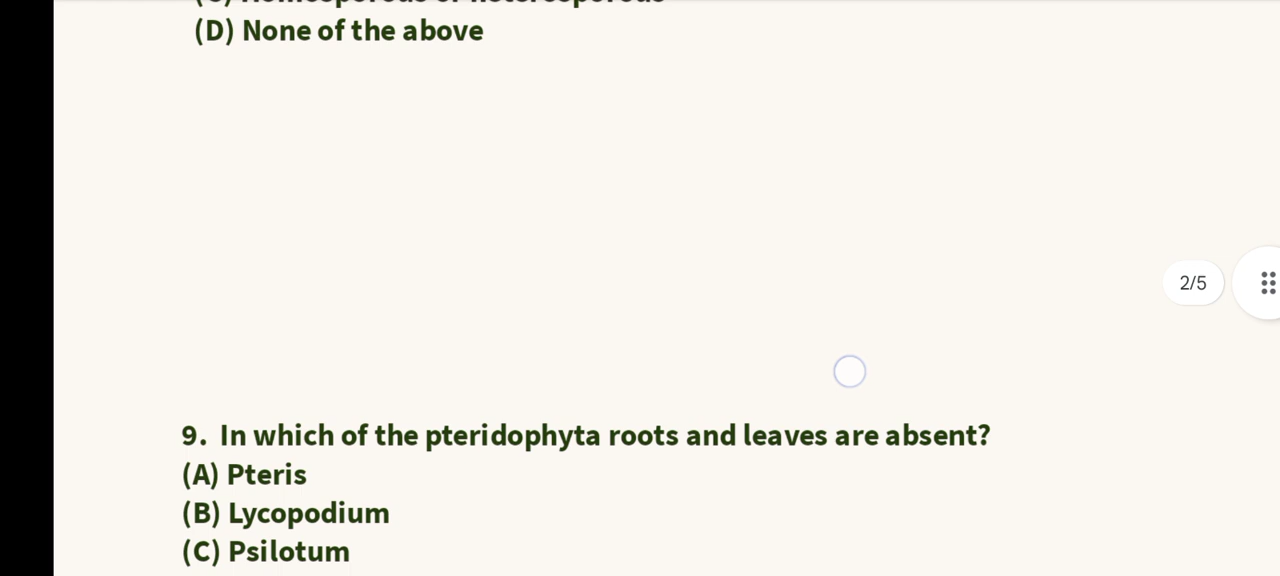 (D) None of the above
2/5
9. In which of the pteridophyta roots and leaves are absent?
(A) Pteris
(B) Lycopodium
(C) Psilotum